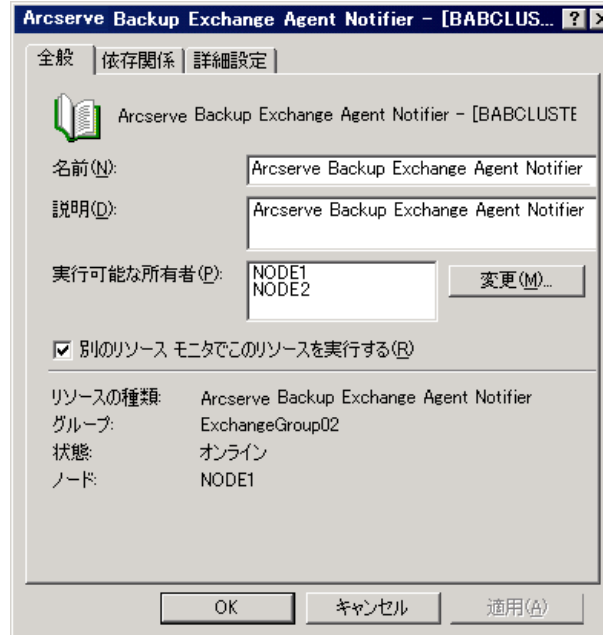 Arcserve Backup Exchange Agent Notifier - [BABCLUS... ? X
全般 依存関係 詳細設定
Arcserve Backup Exchange Agent Notifier - [BABCLUSTE
名前(N): Arcserve Backup Exchange Agent Notifier
説明(D): Arcserve Backup Exchange Agent Notifier
実行可能な所有者(P): NODE1 変更(M)...
NODE2
別のリソース モニタでこのリソースを実行する(R)
リソースの種類: Arcserve Backup Exchange Agent Notifier
グループ: ExchangeGroup02
状態: オンライン
ノード: NODE1
OK キャンセル 適用(A)